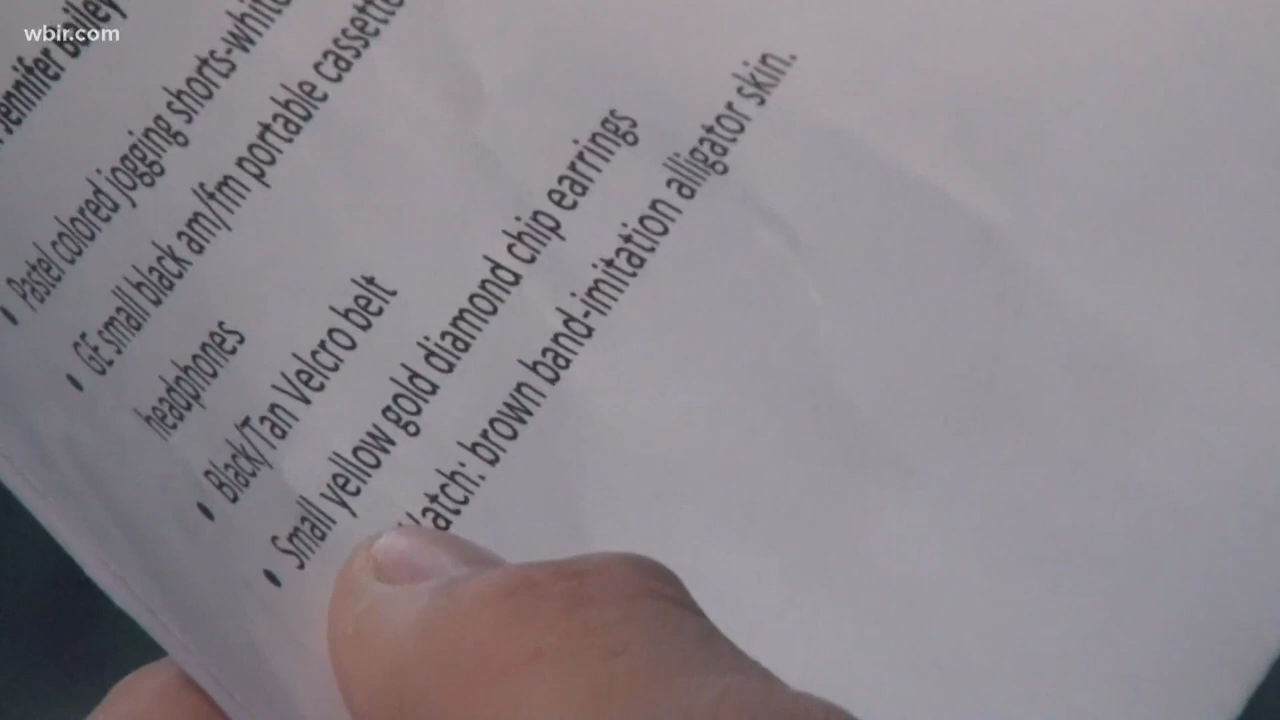 wbir.com
Jennifer Bailey
• Pastel colored jogging shorts-white
• GE small black am/fm portable cassette
headphones
• Black/Tan Velcro belt
• Small yellow gold diamond chip earrings
Watch: brown band-imitation alligator skin.